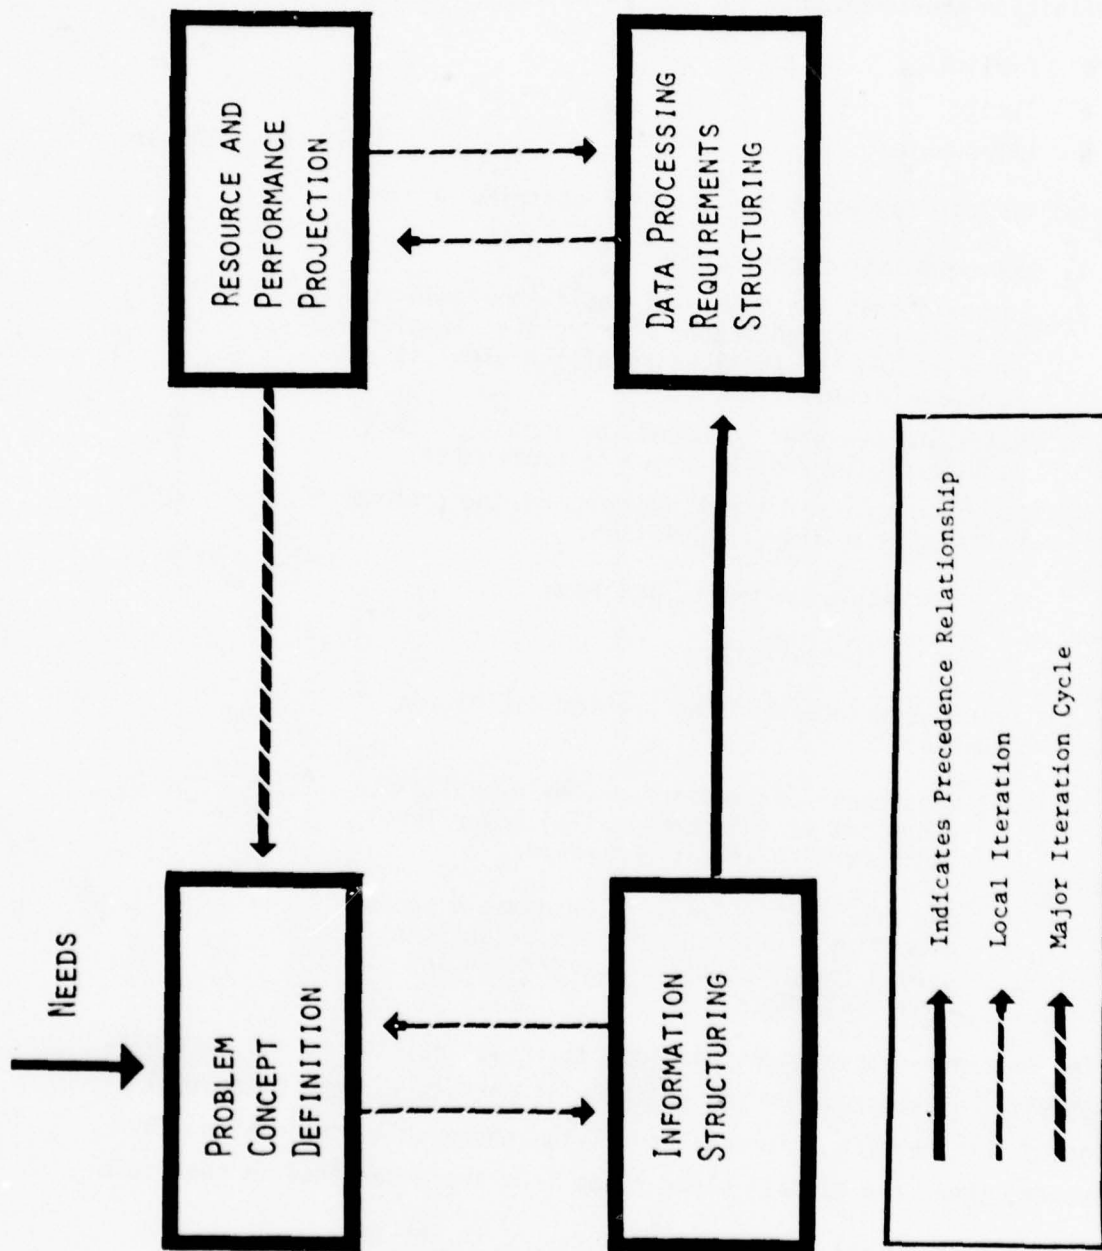 NEEDS
PROBLEM
CONCEPT
DEFINITION
RESOURCE AND
PERFORMANCE
PROJECTION
INFORMATION
STRUCTURING
DATA PROCESSING
REQUIREMENTS
STRUCTURING
Indicates Precedence Relationship
Local Iteration
Major Iteration Cycle